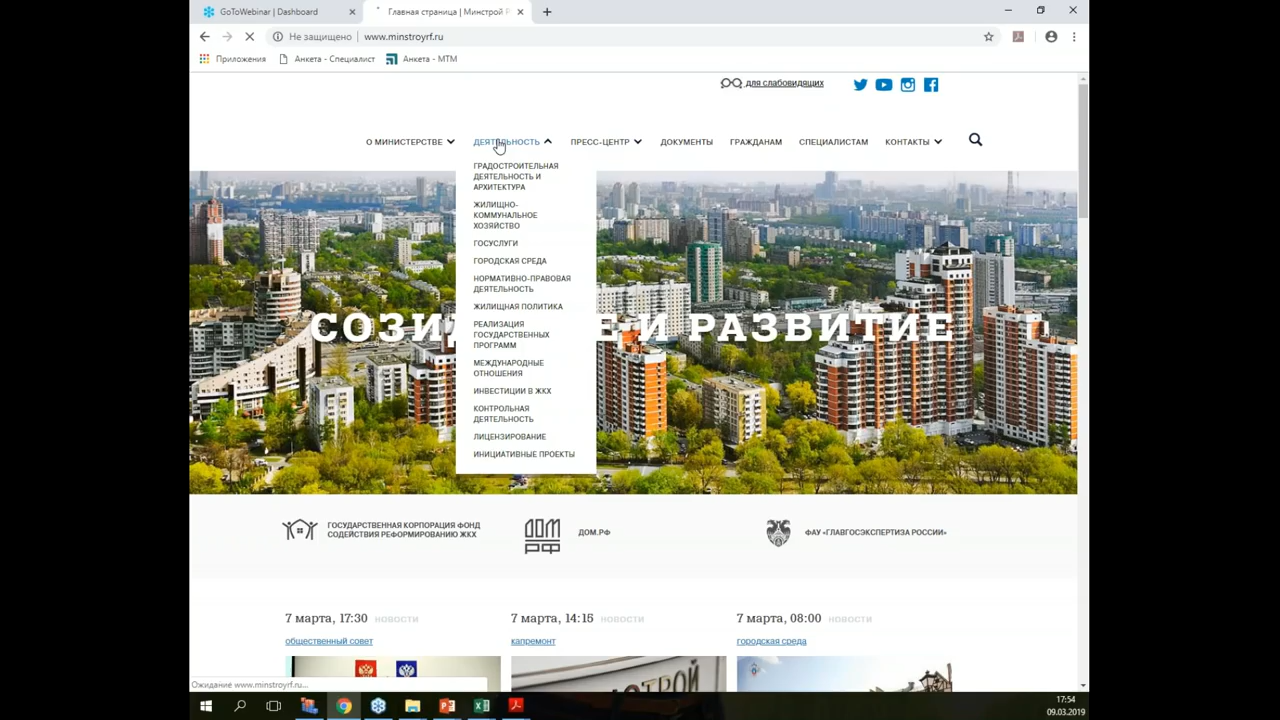 GoToWebinar | Dashboard
Главная страница | Минстрой Р
Не защищено
www.minstroyrf.ru
Приложения
Анкета - Специалист
Анкета - МТМ
для слабовидящих
О МИНИСТЕРСТВЕ
ДЕЯТЕЛЬНОСТЬ
ПРЕСС-ЦЕНТР
ДОКУМЕНТЫ
ГРАЖДАНАМ
СПЕЦИАЛИСТАМ
КОНТАКТЫ
ГРАДОСТРОИТЕЛЬНАЯ
ДЕЯТЕЛЬНОСТЬ И
АРХИТЕКТУРА
ЖИЛИЩНО-
КОММУНАЛЬНОЕ
ХОЗЯЙСТВО
ГОСУСЛУГИ
ГОРОДСКАЯ СРЕДА
НОРМАТИВНО-ПРАВОВАЯ
ДЕЯТЕЛЬНОСТЬ
ЖИЛИЩНАЯ ПОЛИТИКА
РЕАЛИЗАЦИЯ
ГОСУДАРСТВЕННЫХ
ПРОГРАММ
МЕЖДУНАРОДНЫЕ
ОТНОШЕНИЯ
ИНВЕСТИЦИИ В ЖКХ
КОНТРОЛЬНАЯ
ДЕЯТЕЛЬНОСТЬ
ЛИЦЕНЗИРОВАНИЕ
ИНИЦИАТИВНЫЕ ПРОЕКТЫ
СОЗИ Е И РАЗВИТИЕ
ГОСУДАРСТВЕННАЯ КОРПОРАЦИЯ ФОНД
СОДЕЙСТВИЯ РЕФОРМИРОВАНИЮ ЖКХ
ДОМ
РФ
ДОМ.РФ
ФАУ «ГЛАВГОСЭКСПЕРТИЗА РОССИИ»
7 марта, 17:30 НОВОСТИ
общественный совет
7 марта, 14:15 НОВОСТИ
капремонт
7 марта, 08:00 НОВОСТИ
городская среда
Ожидание www.minstroyrf.ru...
17:54
09.03.2019